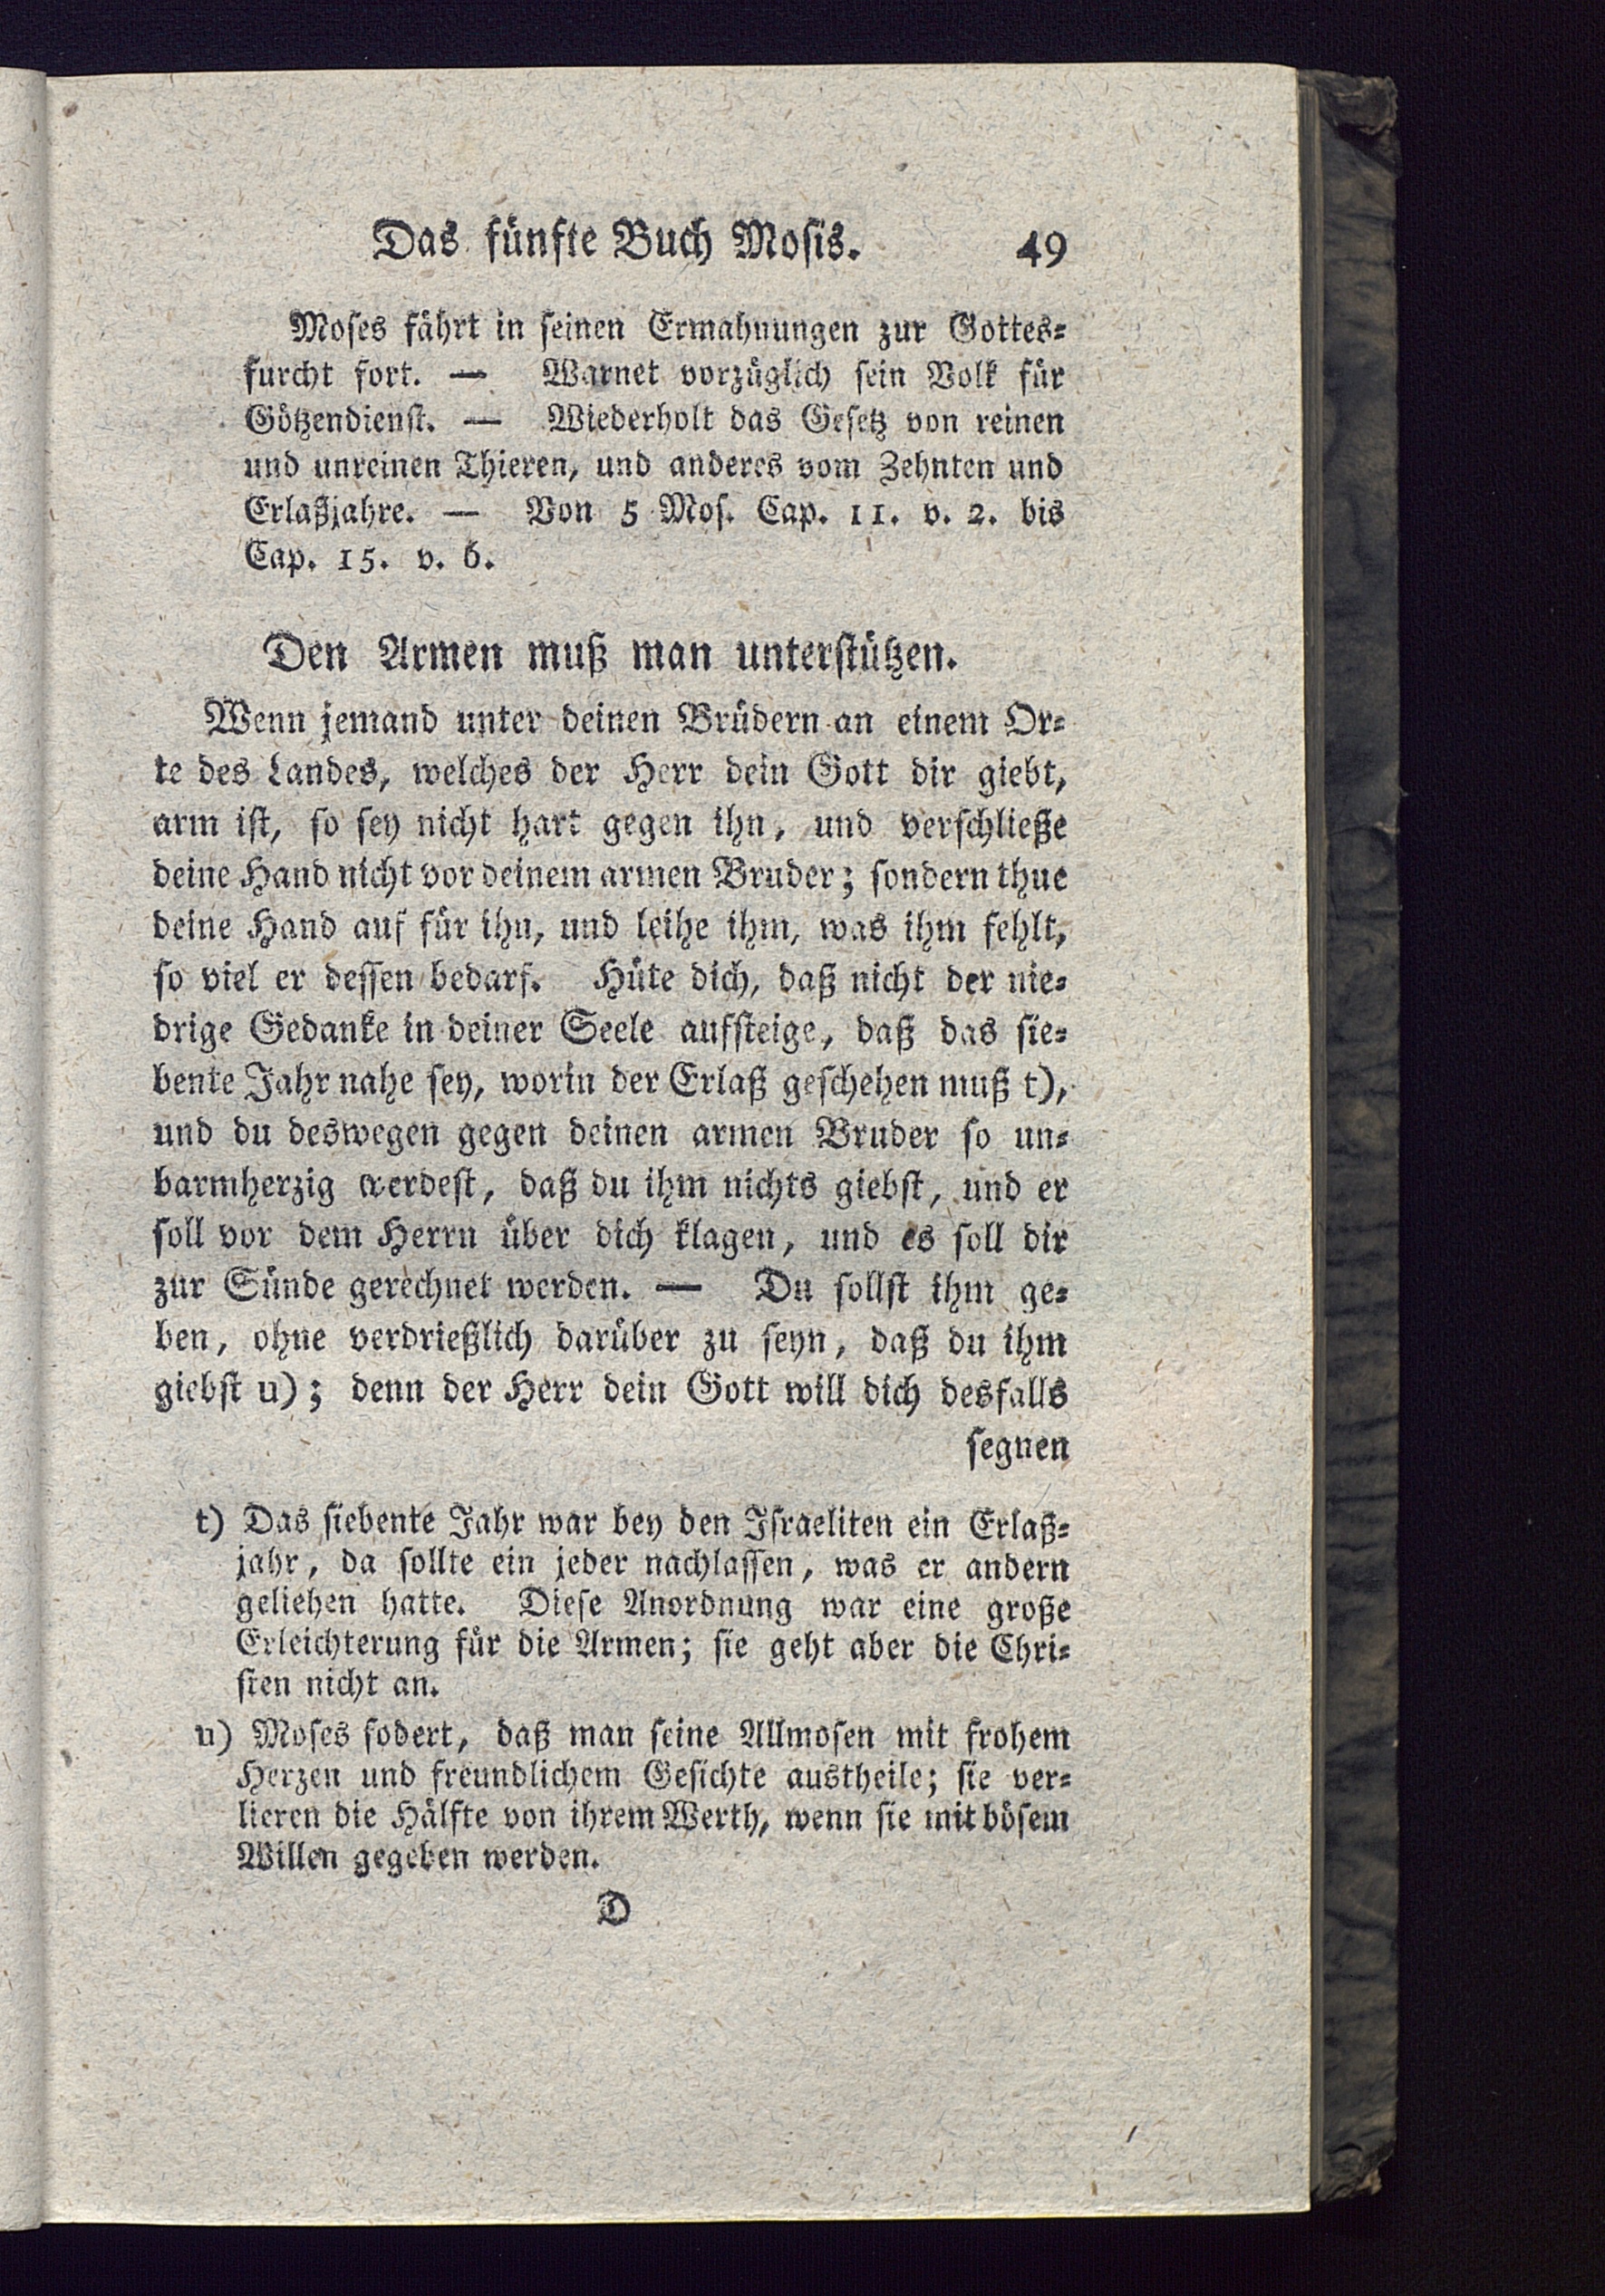 Das fünfte Buch Mosis. 49
Moses fährt in seinen Ermahnungen zur Gottes-
furcht fort. — Warnet vorzüglich sein Volk für
Götzendienst. — Wiederholt das Gesetz von reinen
und unreinen Thieren, und anderes vom Zehnten und
Erlaßjahre. — Von 5 Mos. Cap. 11. v. 2. bis
Cap. 15. v. 6.
Den Armen muß man unterstützen.
Wenn jemand unter deinen Brüdern an einem Or-
te des Landes, welches der Herr dein Gott dir giebt,
arm ist, so sey nicht hart gegen ihn, und verschließe
deine Hand nicht vor deinem armen Bruder; sondern thue
deine Hand auf für ihn, und leihe ihm, was ihm fehlt,
so viel er dessen bedarf. Hüte dich, daß nicht der nie-
drige Gedanke in deiner Seele aufsteige, daß das sie-
bente Jahr nahe sey, worin der Erlaß geschehen muß t),
und du deswegen gegen deinen armen Bruder so un-
barmherzig werdest, daß du ihm nichts giebst, und er
soll vor dem Herrn über dich klagen, und es soll dir
zur Sünde gerechnet werden. — Du sollst ihm ge-
ben, ohne verdrießlich darüber zu seyn, daß du ihm
giebst u); denn der Herr dein Gott will dich desfalls
segnen
t) Das siebente Jahr war bey den Israeliten ein Erlaß-
jahr, da sollte ein jeder nachlassen, was er andern
geliehen hatte. Diese Anordnung war eine große
Erleichterung für die Armen; sie geht aber die Chri-
sten nicht an.
u) Moses fodert, daß man seine Allmosen mit frohem
Herzen und freundlichem Gesichte austheile; sie ver-
lieren die Hälfte von ihrem Werth, wenn sie mit bösem
Willen gegeben werden.
D